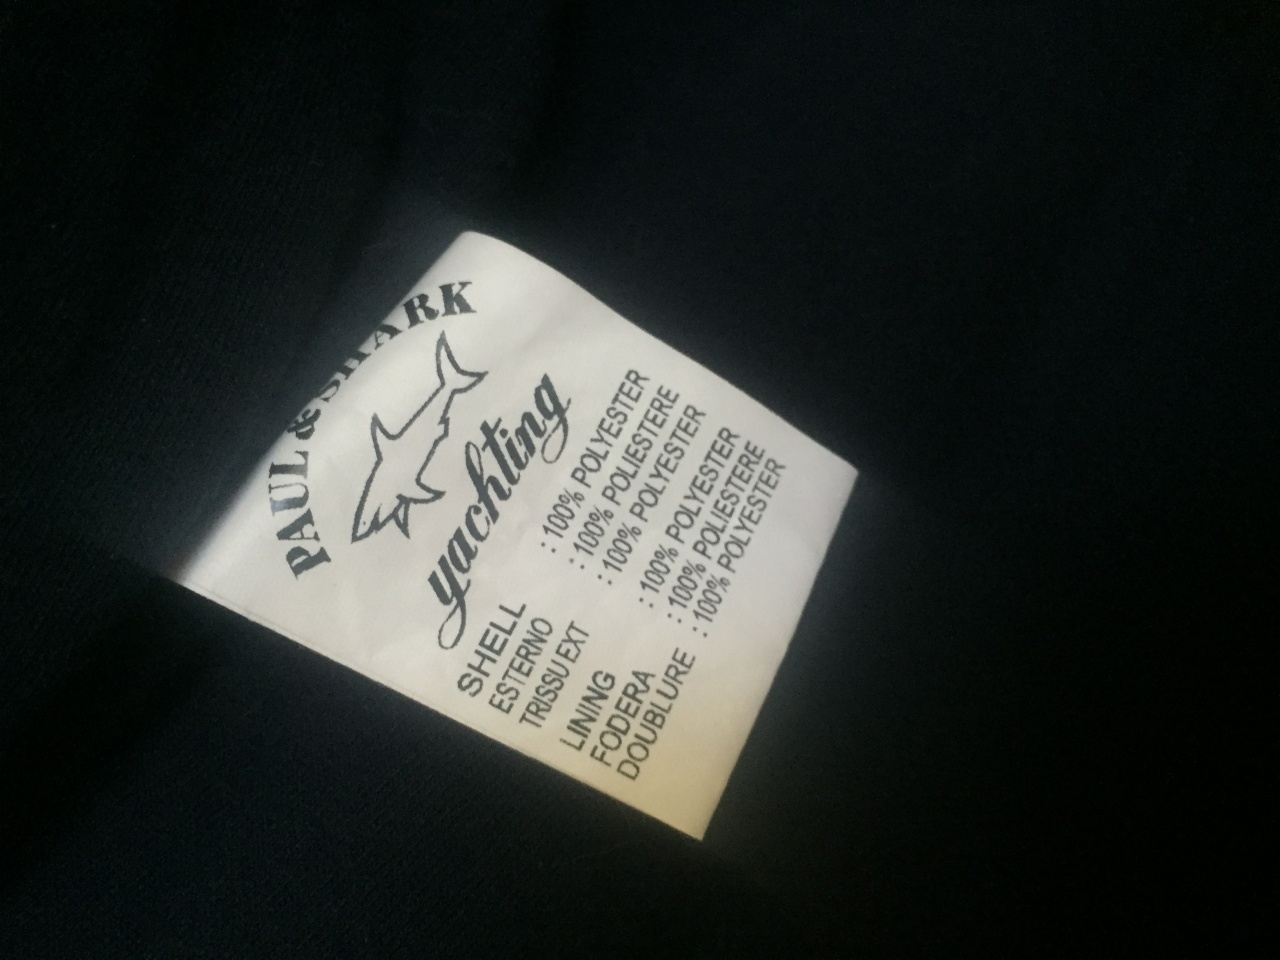 PAUL & SHARK
yachting
SHELL : 100% POLYESTER
ESTERNO : 100% POLIESTERE
TRISSU EXT : 100% POLYESTER
LINING : 100% POLYESTER
FODERA : 100% POLIESTERE
DOUBLURE : 100% POLYESTER